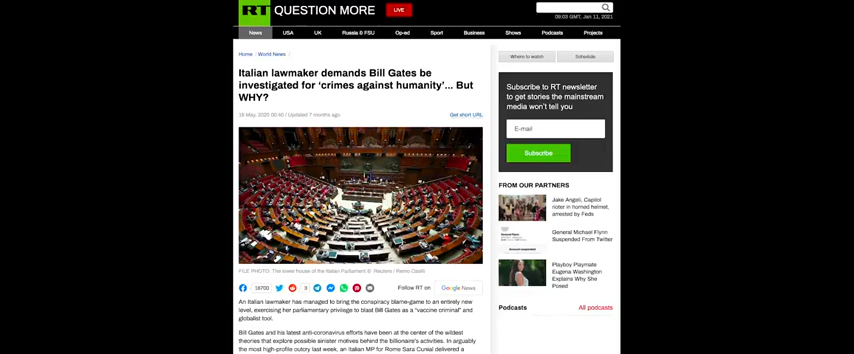 RT QUESTION MORE LIVE
09:03 GMT, Jan 11, 2021
News USA UK Russia & FSU Op-ed Sport Business Shows Podcasts Projects
Home / World News /
Italian lawmaker demands Bill Gates be
investigated for ‘crimes against humanity’... But
WHY?
16 May, 2020 00:40 / Updated 7 months ago
Get short URL
FILE PHOTO: The lower house of the Italian Parliament © Reuters / Remo Casilli
18700
3
Follow RT on Google News
An Italian lawmaker has managed to bring the conspiracy blame-game to an entirely new
level, exercising her parliamentary privilege to blast Bill Gates as a “vaccine criminal” and
globalist tool.
Bill Gates and his latest anti-coronavirus efforts have been at the center of the wildest
theories that explore possible sinister motives behind the billionaire's activities. In arguably
the most high-profile outcry last week, an Italian MP for Rome Sara Cunial delivered a
Where to watch Schedule
Subscribe to RT newsletter
to get stories the mainstream
media won't tell you
E-mail
Subscribe
FROM OUR PARTNERS
Jake Angeli, Capitol
rioter in horned helmet,
arrested by Feds
General Michael Flynn
Suspended From Twitter
Playboy Playmate
Eugena Washington
Explains Why She
Posed
Podcasts All podcasts